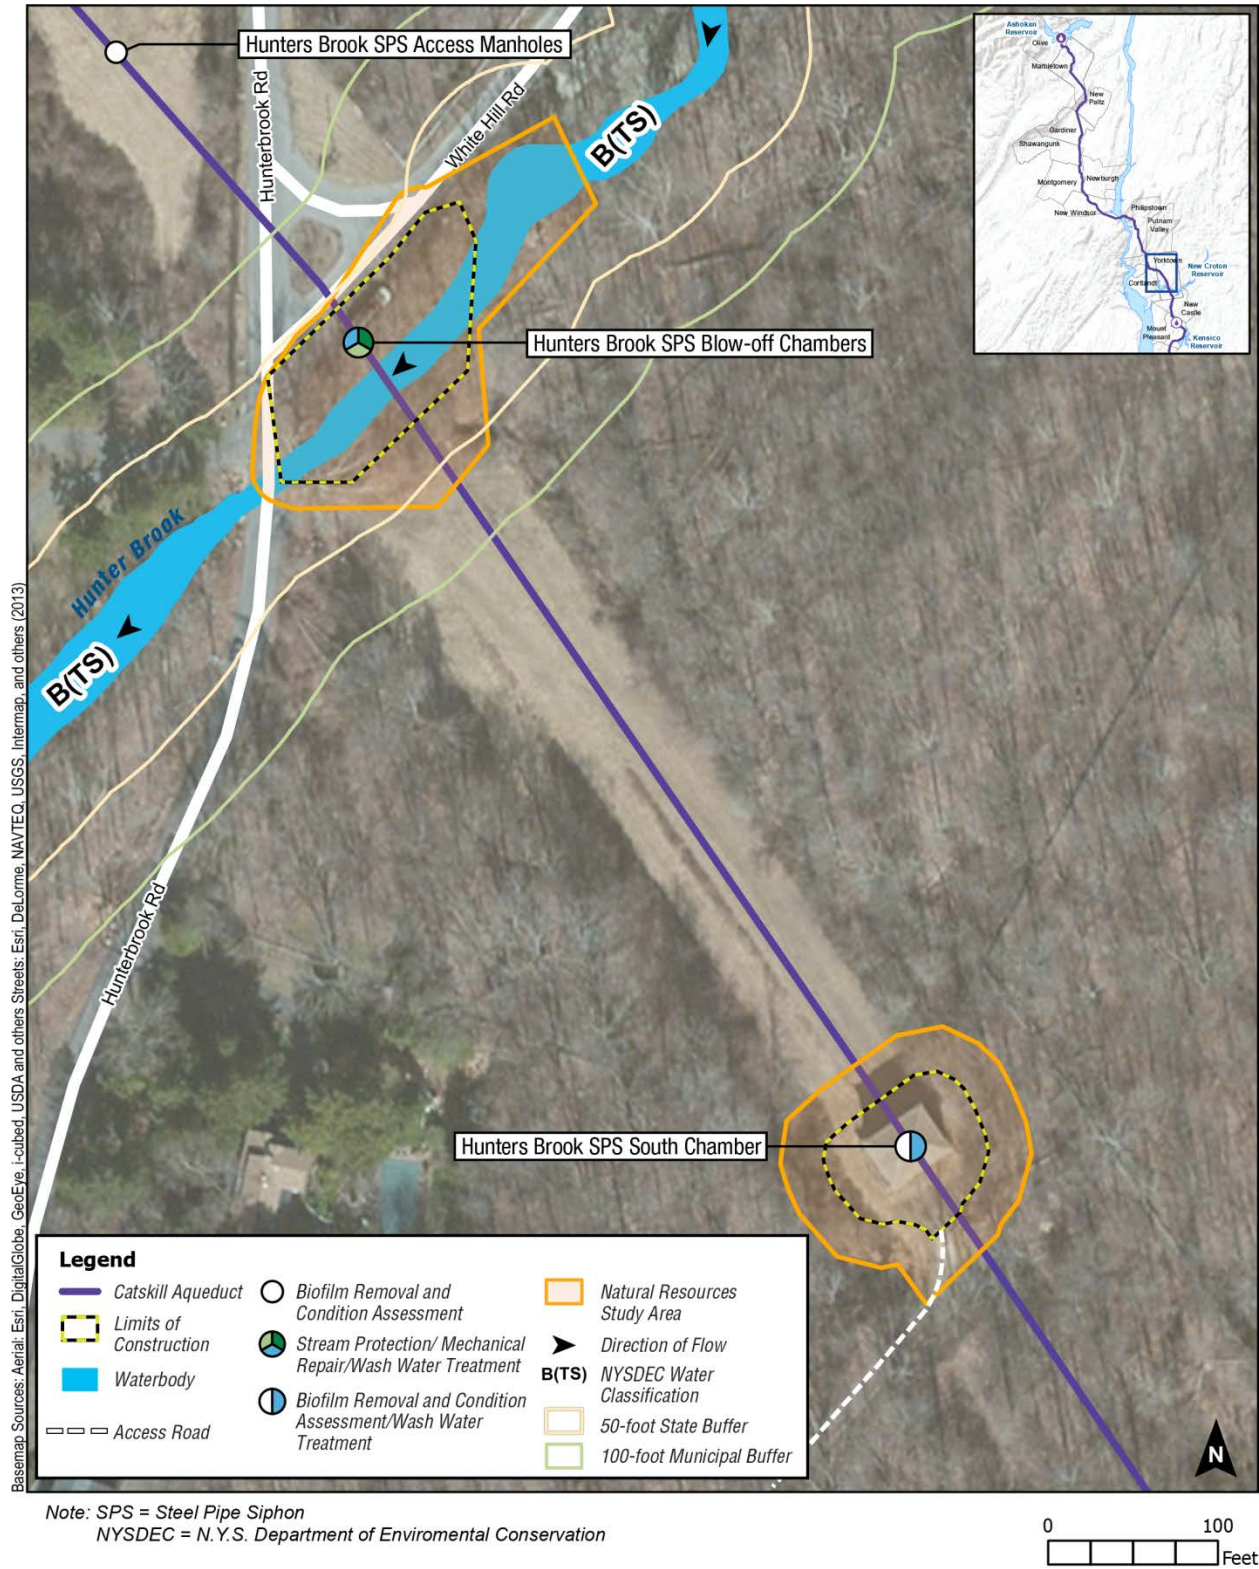 Hunters Brook SPS Access Manholes
Hunterbrook Rd
White Hill Rd
B(TS)
Ashokan
Reservoir
Olive
Marbletown
New
Paltz
Gardiner
Shawangunk
Montgomery
Newburgh
New Windsor
Philipstown
Putnam
Valley
Yorktown
New Croton
Reservoir
Cortlandt
New
Castle
Mount
Pleasant
Kensico
Reservoir
Hunters Brook SPS Blow-off Chambers
Hunter Brook
B(TS)
Hunterbrook Rd
Hunters Brook SPS South Chamber
Legend
Catskill Aqueduct
Limits of
Construction
Waterbody
Access Road
Biofilm Removal and
Condition Assessment
Stream Protection/ Mechanical
Repair/Wash Water Treatment
Biofilm Removal and Condition
Assessment/Wash Water
Treatment
Natural Resources
Study Area
Direction of Flow
B(TS) NYSDEC Water
Classification
50-foot State Buffer
100-foot Municipal Buffer
N
Basemap Sources: Aerial: Esri, DigitalGlobe, GeoEye, i-cubed, USDA and others Streets: Esri, DeLorme, NAVTEQ, USGS, Intermap, and others (2013)
Note: SPS = Steel Pipe Siphon
NYSDEC = N.Y.S. Department of Enviromental Conservation
0 100
Feet